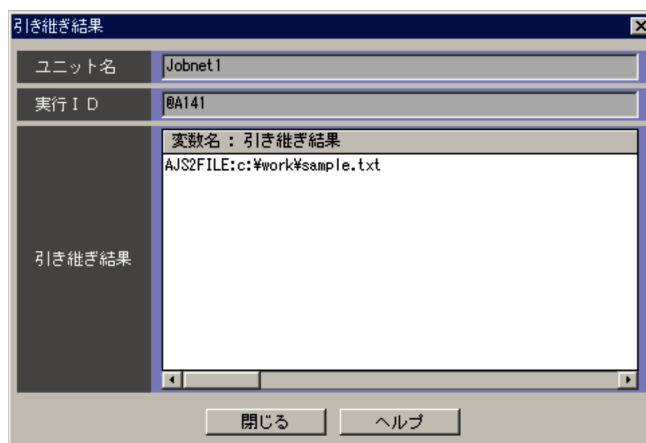 引き継ぎ結果
ユニット名 Jobnet1
実行ＩＤ @A141
変数名 : 引き継ぎ結果
AJS2FILE:c:¥work¥sample.txt
引き継ぎ結果
閉じる ヘルプ